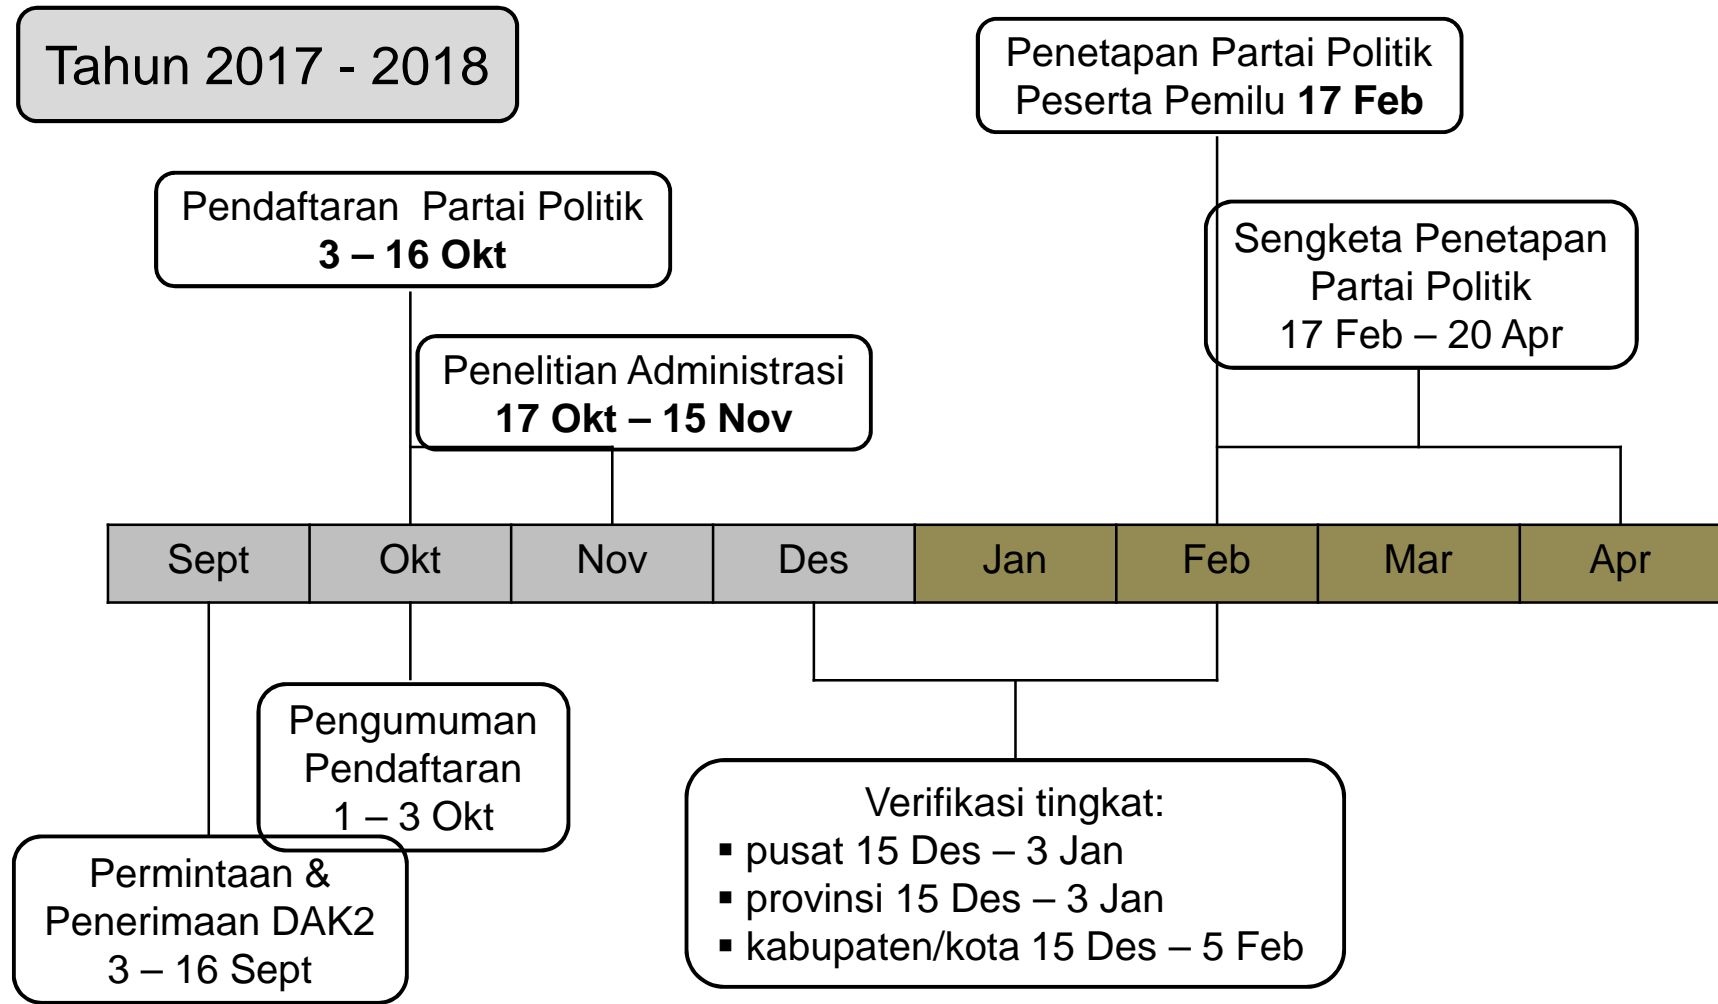 Tahun 2017 - 2018
Penetapan Partai Politik
Peserta Pemilu 17 Feb
Pendaftaran Partai Politik
3 – 16 Okt
Sengketa Penetapan
Partai Politik
17 Feb – 20 Apr
Penelitian Administrasi
17 Okt – 15 Nov
Sept Okt Nov Des Jan Feb Mar Apr
Pengumuman
Pendaftaran
1 – 3 Okt
Permintaan &
Penerimaan DAK2
3 – 16 Sept
Verifikasi tingkat:
▪ pusat 15 Des – 3 Jan
▪ provinsi 15 Des – 3 Jan
▪ kabupaten/kota 15 Des – 5 Feb